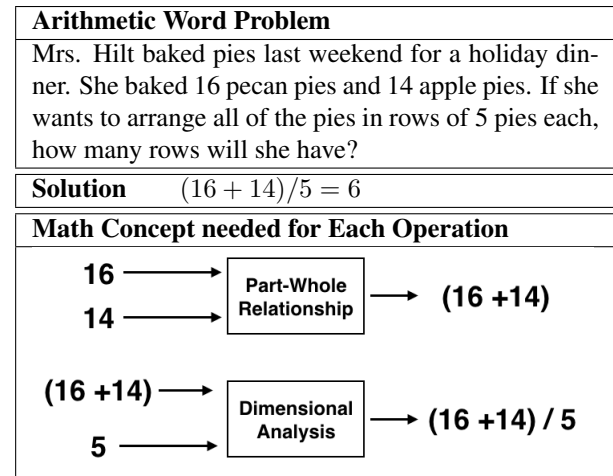 Arithmetic Word Problem
Mrs. Hilt baked pies last weekend for a holiday din-
ner. She baked 16 pecan pies and 14 apple pies. If she
wants to arrange all of the pies in rows of 5 pies each,
how many rows will she have?
Solution (16 + 14)/5 = 6
Math Concept needed for Each Operation
16
14
Part-Whole
Relationship
(16 +14)
(16 +14)
5
Dimensional
Analysis
(16 +14) / 5